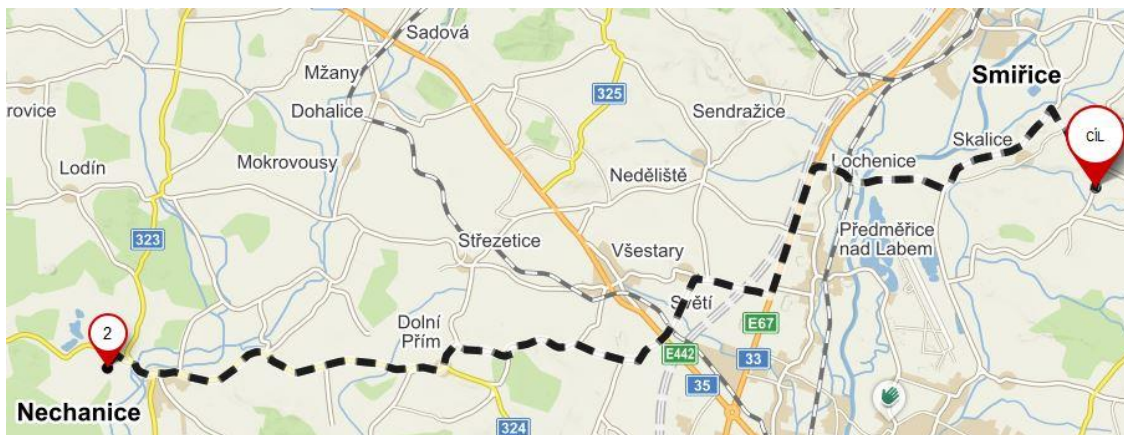 Sadová
Mžany
325
Smiřice
rovice
Dohalice
Sendražice
CÍL
Skalice
Lodín
Mokrovousy
Lochenice
Neděliště
323
Střezetice
Všestary
Předměřice
nad Labem
2
Světí
Dolní
Přím
E67
E442
33
35
Nechanice
324